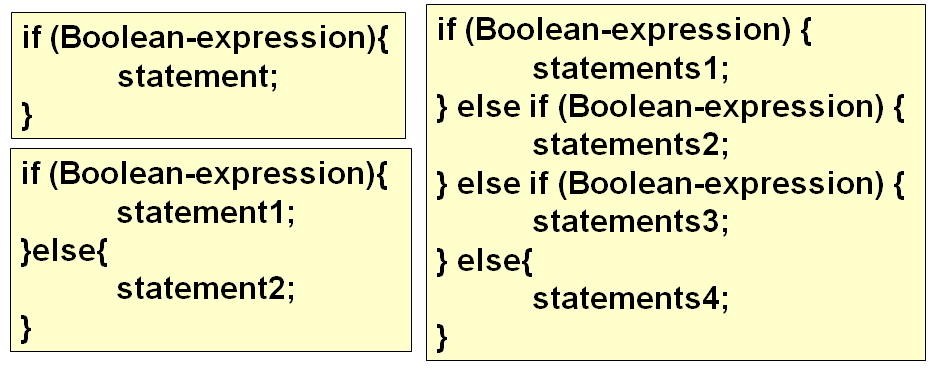 if (Boolean-expression){
statement;
}
if (Boolean-expression){
statement1;
}else{
statement2;
}
if (Boolean-expression) {
statements1;
} else if (Boolean-expression) {
statements2;
} else if (Boolean-expression) {
statements3;
} else{
statements4;
}